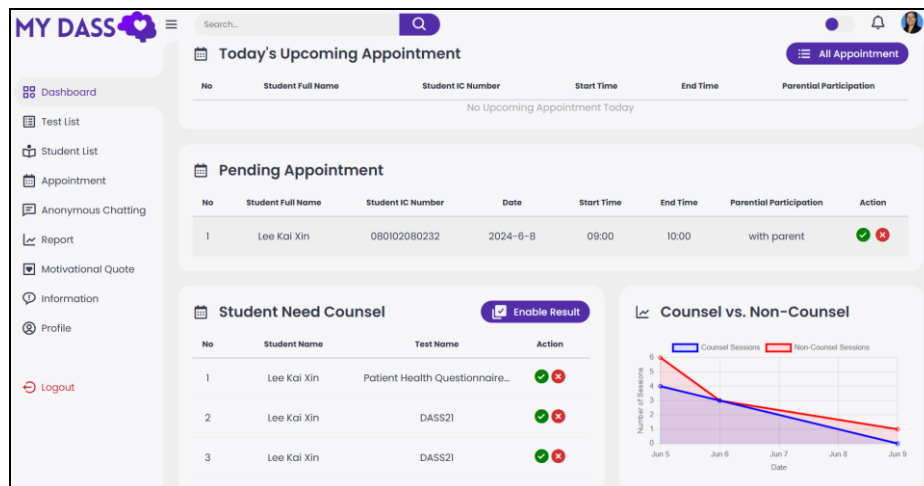 MY DASS
Search...
Today's Upcoming Appointment
All Appointment
No Student Full Name Student IC Number Start Time End Time Parental Participation
No Upcoming Appointment Today
Dashboard
Test List
Student List
Appointment
Anonymous Chatting
Report
Motivational Quote
Information
Profile
Logout
Pending Appointment
No Student Full Name Student IC Number Date Start Time End Time Parental Participation Action
1 Lee Kai Xin 080102080232 2024-6-8 09:00 10:00 with parent
Student Need Counsel
Enable Result
No Student Name Test Name Action
1 Lee Kai Xin Patient Health Questionnaire...
2 Lee Kai Xin DASS21
3 Lee Kai Xin DASS21
Counsel vs. Non-Counsel
Counsel Sessions Non-Counsel Sessions
Number of Sessions
6
5
4
3
2
1
0
Jun 5 Jun 6 Jun 7 Jun 8 Jun 9
Date